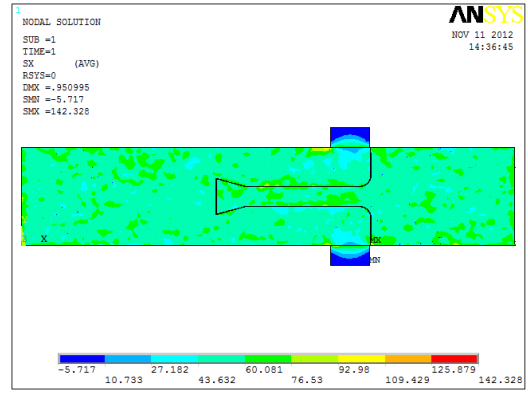 1
NODAL SOLUTION
SUB =1
TIME=1
SX (AVG)
RSYS=0
DMX =.950995
SMN =-5.717
SMX =142.328
ANSYS
NOV 11 2012
14:36:45
X
MX
MN
-5.717 27.182 60.081 92.98 125.879
10.733 43.632 76.53 109.429 142.328